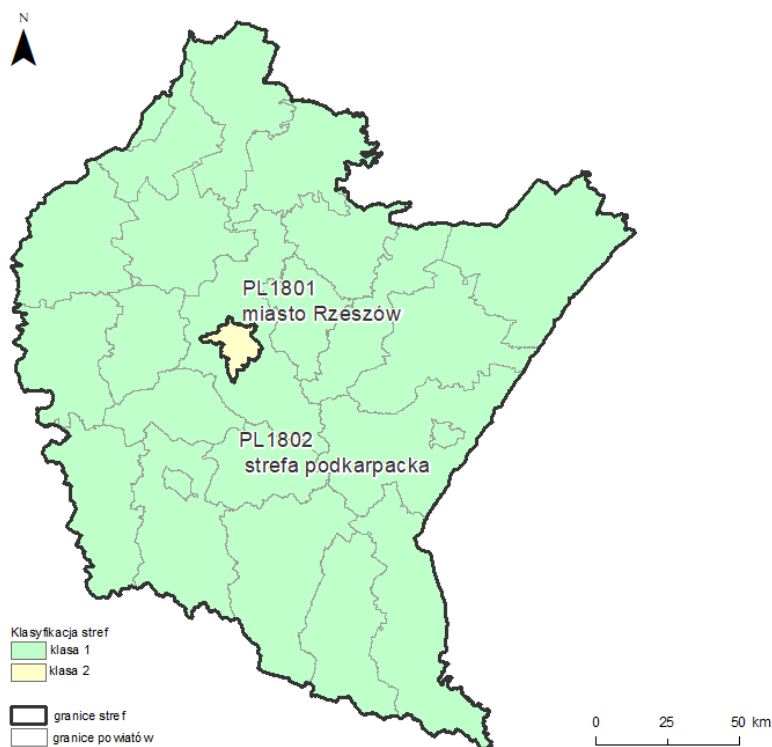 N
PL1801
miasto Rzeszów
PL1802
strefa podkarpacka
Klasyfikacja stref
klasa 1
klasa 2
granice stref
granice powiatów
0 25 50 km